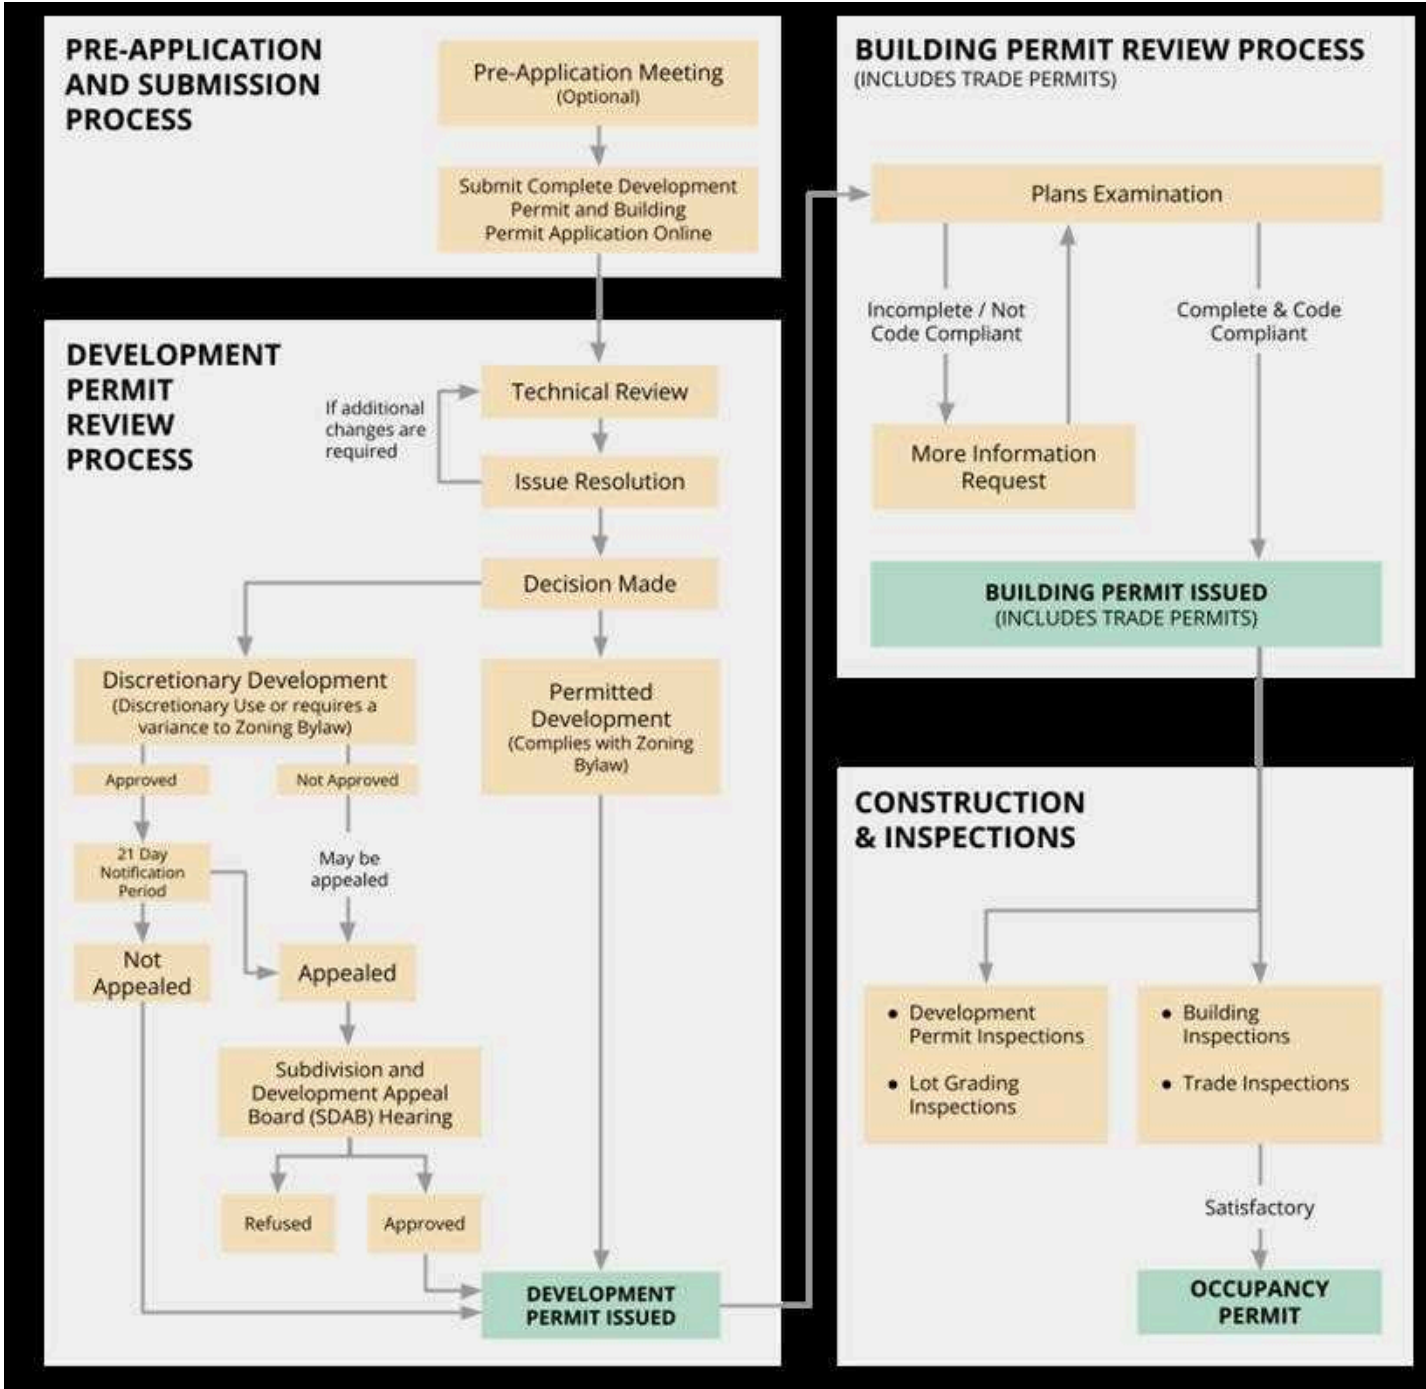 PRE-APPLICATION
AND SUBMISSION
PROCESS
Pre-Application Meeting
(Optional)
Submit Complete Development
Permit and Building
Permit Application Online
DEVELOPMENT
PERMIT
REVIEW
PROCESS
If additional
changes are
required
Technical Review
Issue Resolution
Decision Made
Discretionary Development
(Discretionary Use or requires a
variance to Zoning Bylaw)
Permitted
Development
(Complies with Zoning
Bylaw)
Approved
Not Approved
21 Day
Notification
Period
May be
appealed
Not
Appealed
Appealed
Subdivision and
Development Appeal
Board (SDAB) Hearing
Refused
Approved
DEVELOPMENT
PERMIT ISSUED
BUILDING PERMIT REVIEW PROCESS
(INCLUDES TRADE PERMITS)
Plans Examination
Incomplete / Not
Code Compliant
Complete & Code
Compliant
More Information
Request
BUILDING PERMIT ISSUED
(INCLUDES TRADE PERMITS)
CONSTRUCTION
& INSPECTIONS
• Development
Permit Inspections
• Lot Grading
Inspections
• Building
Inspections
• Trade Inspections
Satisfactory
OCCUPANCY
PERMIT